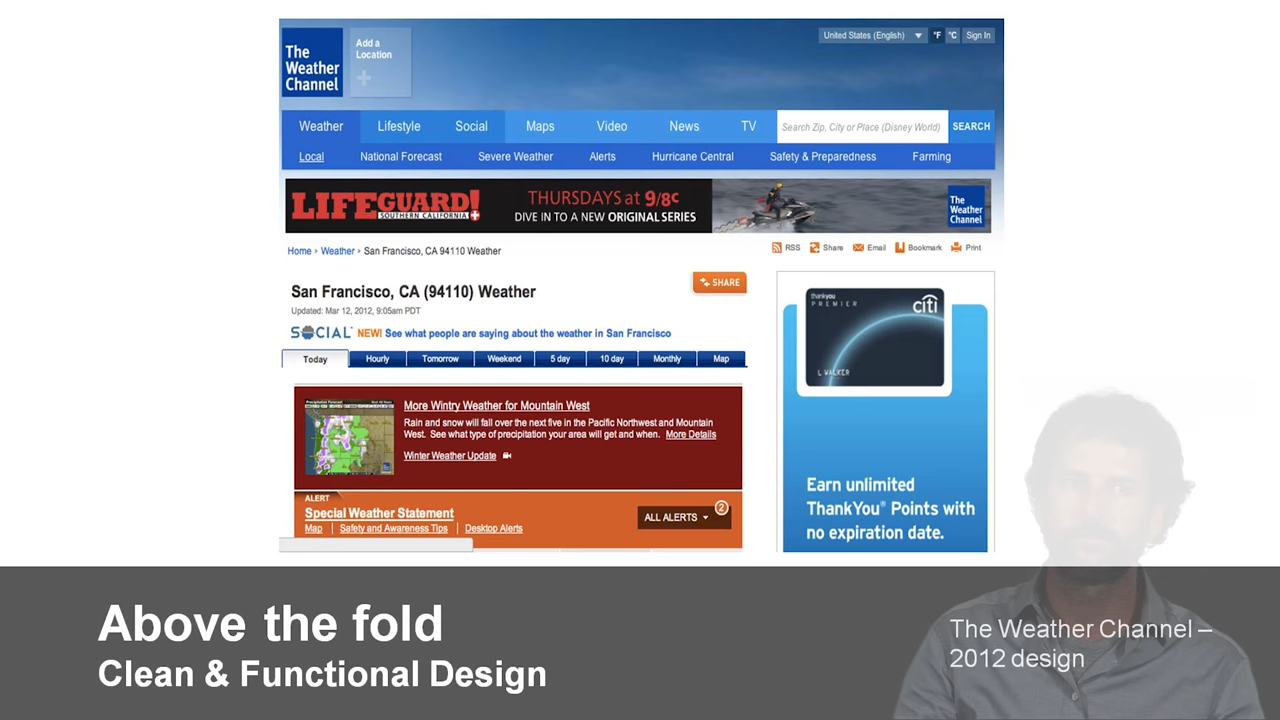 The
Weather
Channel
Add a
Location
United States (English)
°F
°C
Sign In
Weather
Lifestyle
Social
Maps
Video
News
TV
Search Zip, City or Place (Disney World)
SEARCH
Local
National Forecast
Severe Weather
Alerts
Hurricane Central
Safety & Preparedness
Farming
LIFEGUARD!
SOUTHERN CALIFORNIA
THURSDAYS at 9/8c
DIVE IN TO A NEW ORIGINAL SERIES
The
Weather
Channel
Home › Weather › San Francisco, CA 94110 Weather
RSS
Share
Email
Bookmark
Print
San Francisco, CA (94110) Weather
SHARE
Updated: Mar 12, 2012, 9:05am PDT
SOCIAL NEW! See what people are saying about the weather in San Francisco
Today
Hourly
Tomorrow
Weekend
5 day
10 day
Monthly
Map
More Wintry Weather for Mountain West
Rain and snow will fall over the next five in the Pacific Northwest and Mountain
West. See what type of precipitation your area will get and when. More Details
Winter Weather Update
ALERT
Special Weather Statement
Map | Safety and Awareness Tips | Desktop Alerts
ALL ALERTS
2
thankyou
PREMIER
citi
L WALKER
Earn unlimited
ThankYou® Points with
no expiration date.
Above the fold
Clean & Functional Design
The Weather Channel –
2012 design